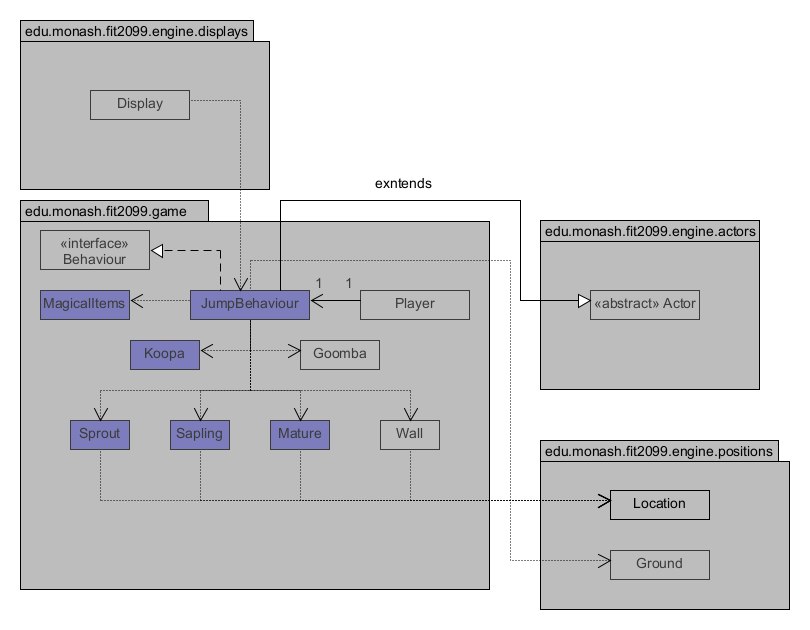 edu.monash.fit2099.engine.displays
Display
exntends
edu.monash.fit2099.game
«interface»
Behaviour
MagicalItems
JumpBehaviour
1
1
Player
Koopa
Goomba
Sprout
Sapling
Mature
Wall
edu.monash.fit2099.engine.actors
«abstract» Actor
edu.monash.fit2099.engine.positions
Location
Ground